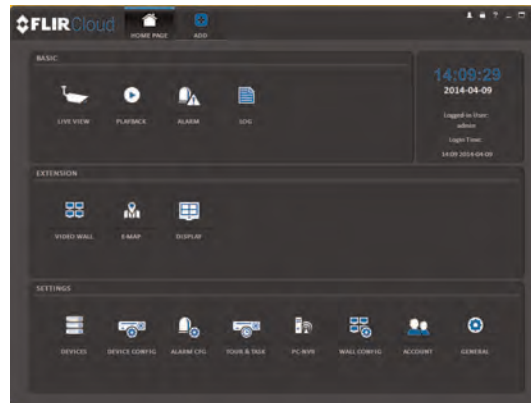 FLIR Cloud
HOME PAGE
ADD
BASIC
LIVE VIEW
PLAYBACK
ALARM
LOG
14:09:29
2014-04-09
Logged-in User:
admin
Login Time:
14:09 2014-04-09
EXTENSION
VIDEO WALL
E-MAP
DISPLAY
SETTINGS
DEVICES
DEVICE CONFIG
ALARM CFG
TOUR & TASK
PC-NVR
WALL CONFIG
ACCOUNT
GENERAL